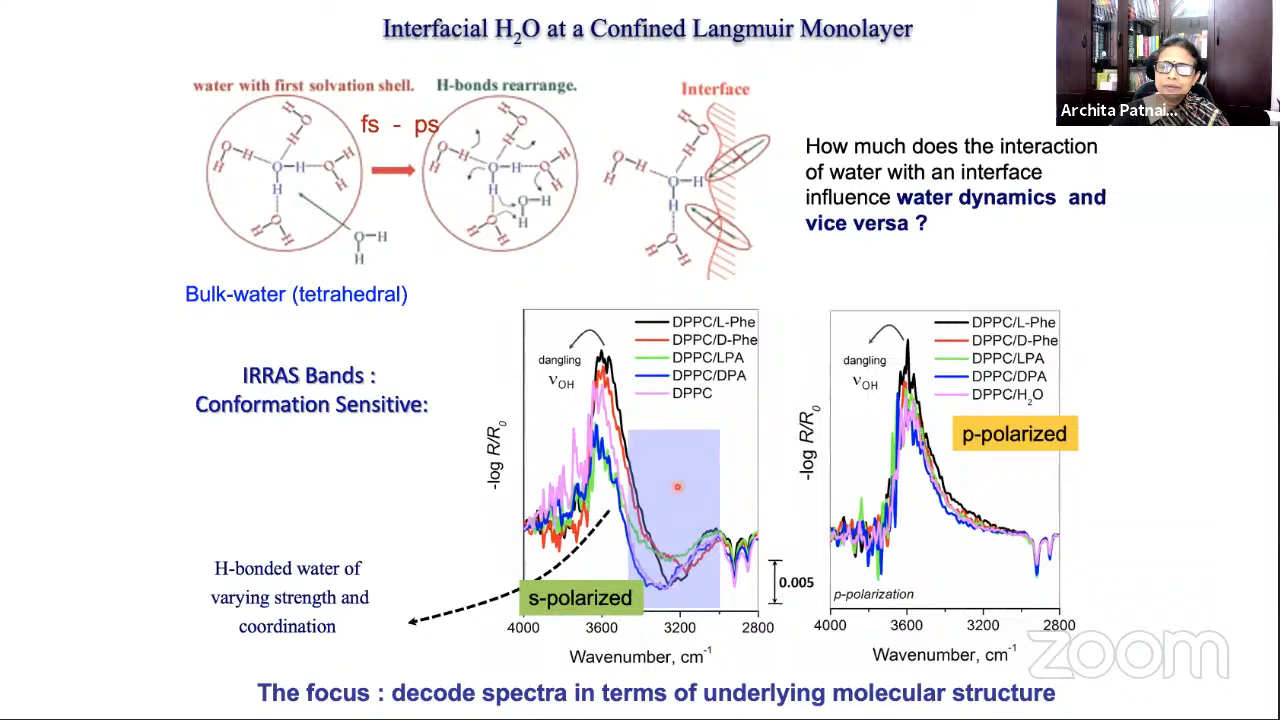 Interfacial H2O at a Confined Langmuir Monolayer
Archita Patnai...
water with first solvation shell.
H-bonds rearrange.
Interface
fs - ps
How much does the interaction
of water with an interface
influence water dynamics and
vice versa ?
Bulk-water (tetrahedral)
IRRAS Bands :
Conformation Sensitive:
H-bonded water of
varying strength and
coordination
DPPC/L-Phe
DPPC/D-Phe
DPPC/LPA
DPPC/DPA
DPPC
dangling
νOH
-log R/R0
s-polarized
4000 3600 3200 2800
Wavenumber, cm-1
0.005
DPPC/L-Phe
DPPC/D-Phe
DPPC/LPA
DPPC/DPA
DPPC/H2O
dangling
νOH
p-polarized
-log R/R0
p-polarization
4000 3600 3200 2800
Wavenumber, cm-1
zoom
The focus : decode spectra in terms of underlying molecular structure